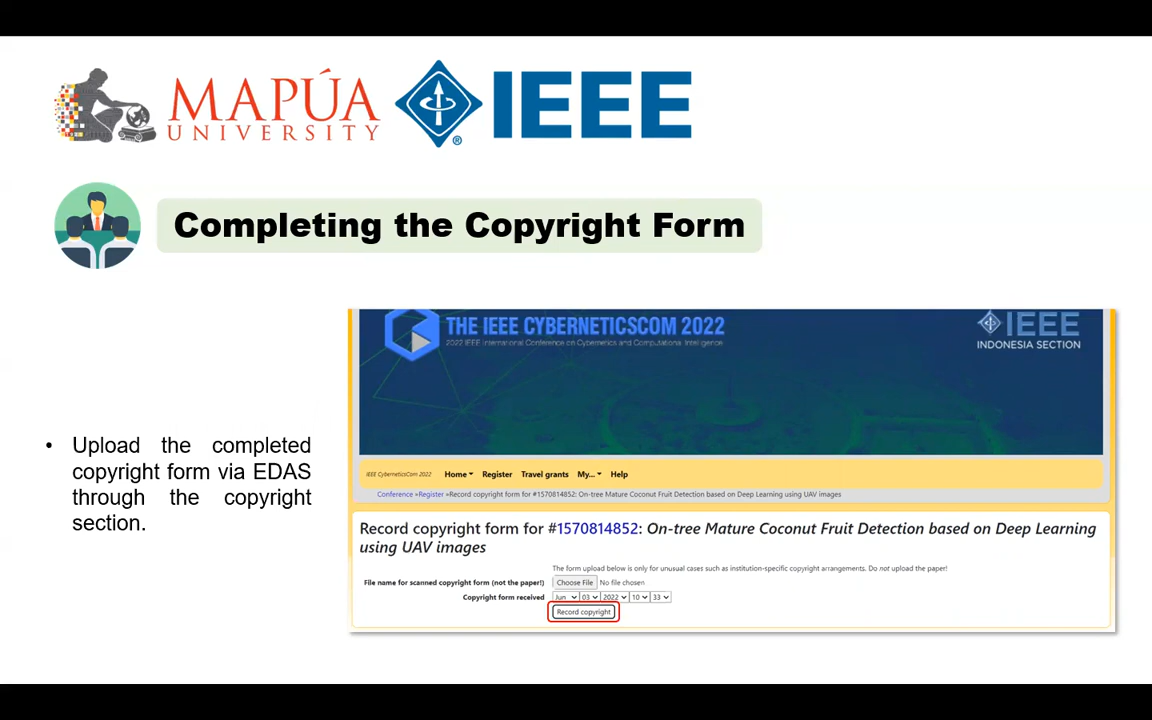 MAPÚA
UNIVERSITY
IEEE
®
Completing the Copyright Form
• Upload the completed
copyright form via EDAS
through the copyright
section.
THE IEEE CYBERNETICSCOM 2022
2022 IEEE International Conference on Cybernetics and Computational Intelligence
IEEE
INDONESIA SECTION
IEEE CyberneticsCom 2022 Home Register Travel grants My... Help
Conference »Register »Record copyright form for #1570814852: On-tree Mature Coconut Fruit Detection based on Deep Learning using UAV images
Record copyright form for #1570814852: On-tree Mature Coconut Fruit Detection based on Deep Learning
using UAV images
The form upload below is only for unusual cases such as institution-specific copyright arrangements. Do not upload the paper!
File name for scanned copyright form (not the paper!) Choose File No file chosen
Copyright form received Jun 03 2022 10 33
Record copyright